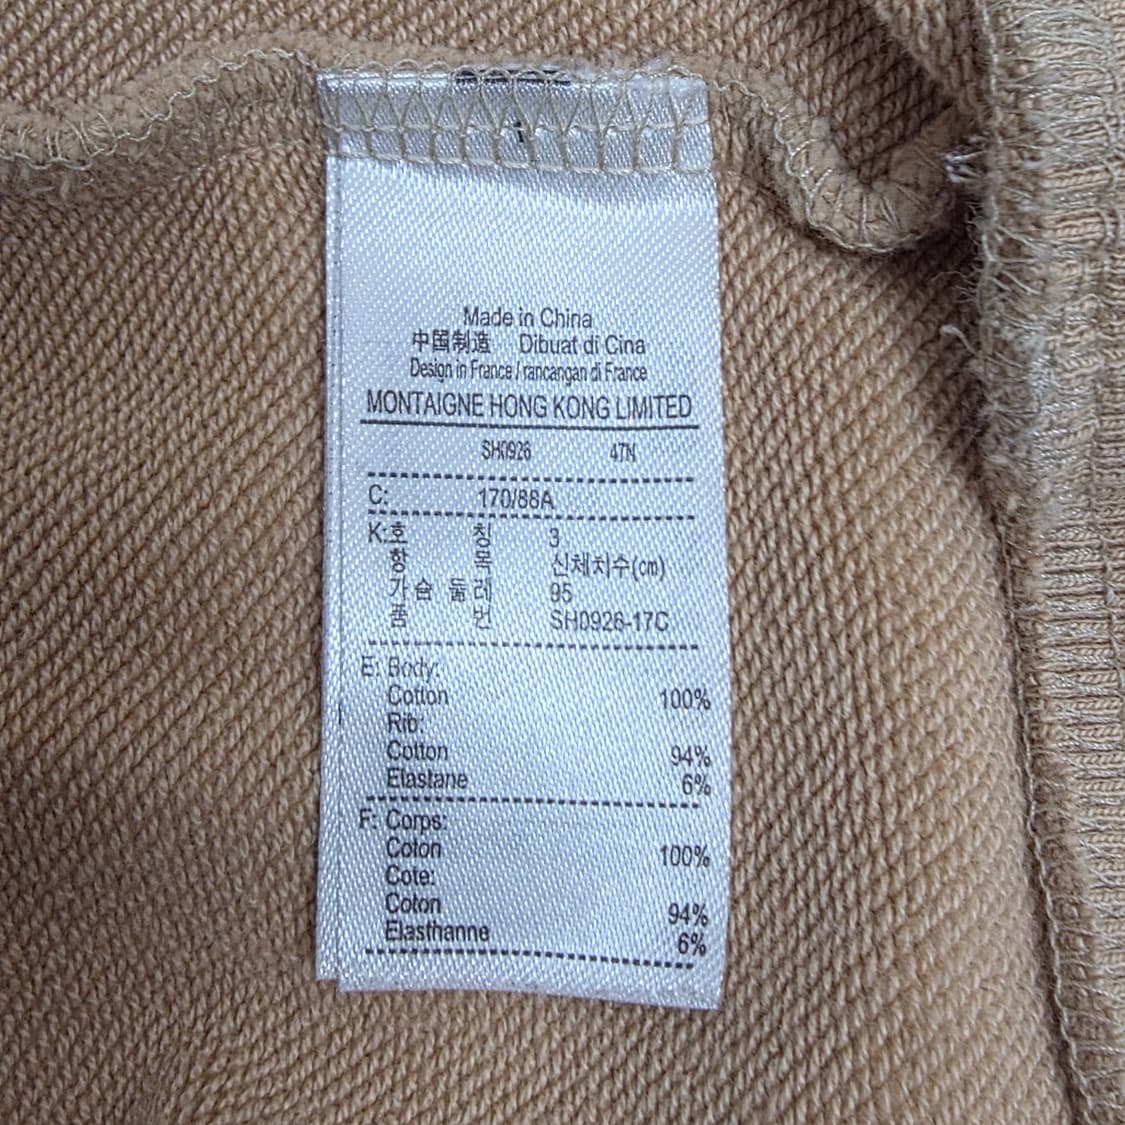 Made in China
中国制造 Dibuat di Cina
Design in France / rancangan di France
MONTAIGNE HONG KONG LIMITED
SH0926 47N
C: 170/88A
K:호 칭 3
항 목 신체치수(cm)
가슴둘레 95
품 번 SH0926-17C
E: Body:
Cotton 100%
Rib:
Cotton 94%
Elastane 6%
F: Corps:
Coton 100%
Cote:
Coton 94%
Elasthanne 6%